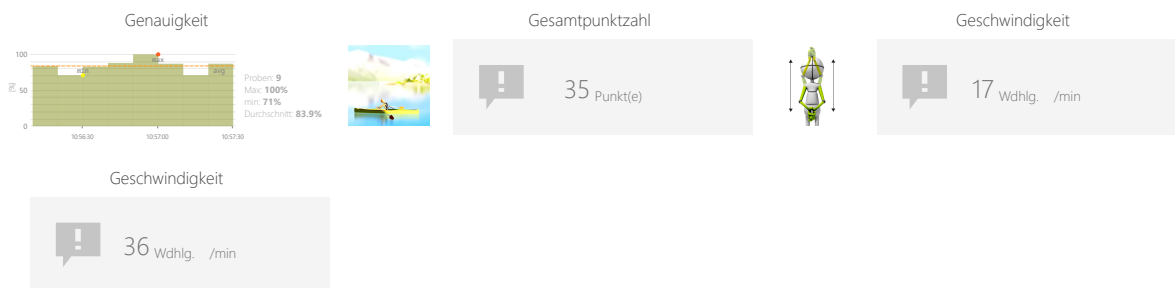 Genauigkeit
Gesamtpunktzahl
Geschwindigkeit
100
50
0
[%]
min
max
avg
10:56:30
10:57:00
10:57:30
Proben: 9
Max: 100%
min: 71%
Durchschnitt: 83.9%
35 Punkt(e)
17 Wdhlg. /min
Geschwindigkeit
36 Wdhlg. /min